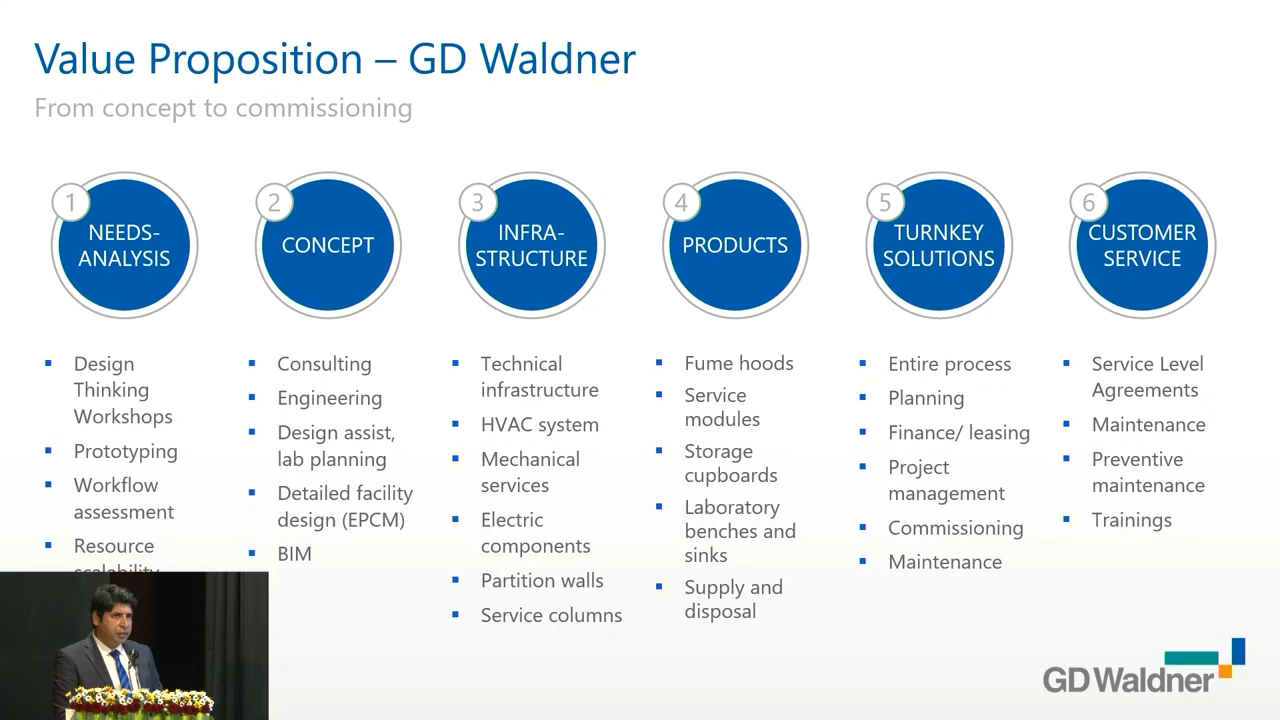 Value Proposition – GD Waldner
From concept to commissioning
1
NEEDS-
ANALYSIS
▪ Design
Thinking
Workshops
▪ Prototyping
▪ Workflow
assessment
▪ Resource
scalability
2
CONCEPT
▪ Consulting
▪ Engineering
▪ Design assist,
lab planning
▪ Detailed facility
design (EPCM)
▪ BIM
3
INFRA-
STRUCTURE
▪ Technical
infrastructure
▪ HVAC system
▪ Mechanical
services
▪ Electric
components
▪ Partition walls
▪ Service columns
4
PRODUCTS
▪ Fume hoods
▪ Service
modules
▪ Storage
cupboards
▪ Laboratory
benches and
sinks
▪ Supply and
disposal
5
TURNKEY
SOLUTIONS
▪ Entire process
▪ Planning
▪ Finance/ leasing
▪ Project
management
▪ Commissioning
▪ Maintenance
6
CUSTOMER
SERVICE
▪ Service Level
Agreements
▪ Maintenance
▪ Preventive
maintenance
▪ Trainings
GD Waldner